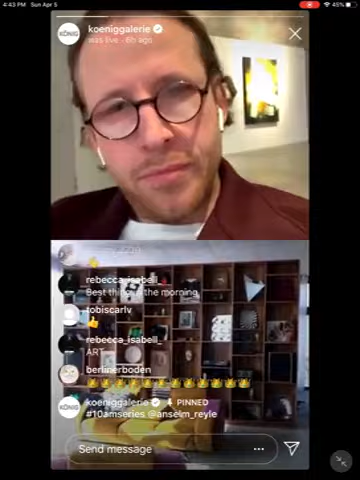 4:43 PM Sun Apr 5
45%
KÖNIG
koeniggalerie
was live · 6h ago
rebecca_isabell_
Best thing in the morning
tobiscarlv
rebecca_isabell_
ART
berlinerboden
KÖNIG
koeniggalerie PINNED
#10amseries @anselm_reyle
Send message